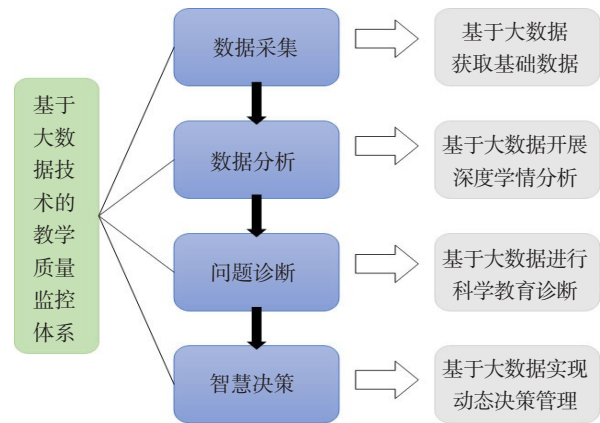 基于
大数
据技
术的
教学
质量
监控
体系
数据采集
基于大数据
获取基础数据
数据分析
基于大数据开展
深度学情分析
问题诊断
基于大数据进行
科学教育诊断
智慧决策
基于大数据实现
动态决策管理